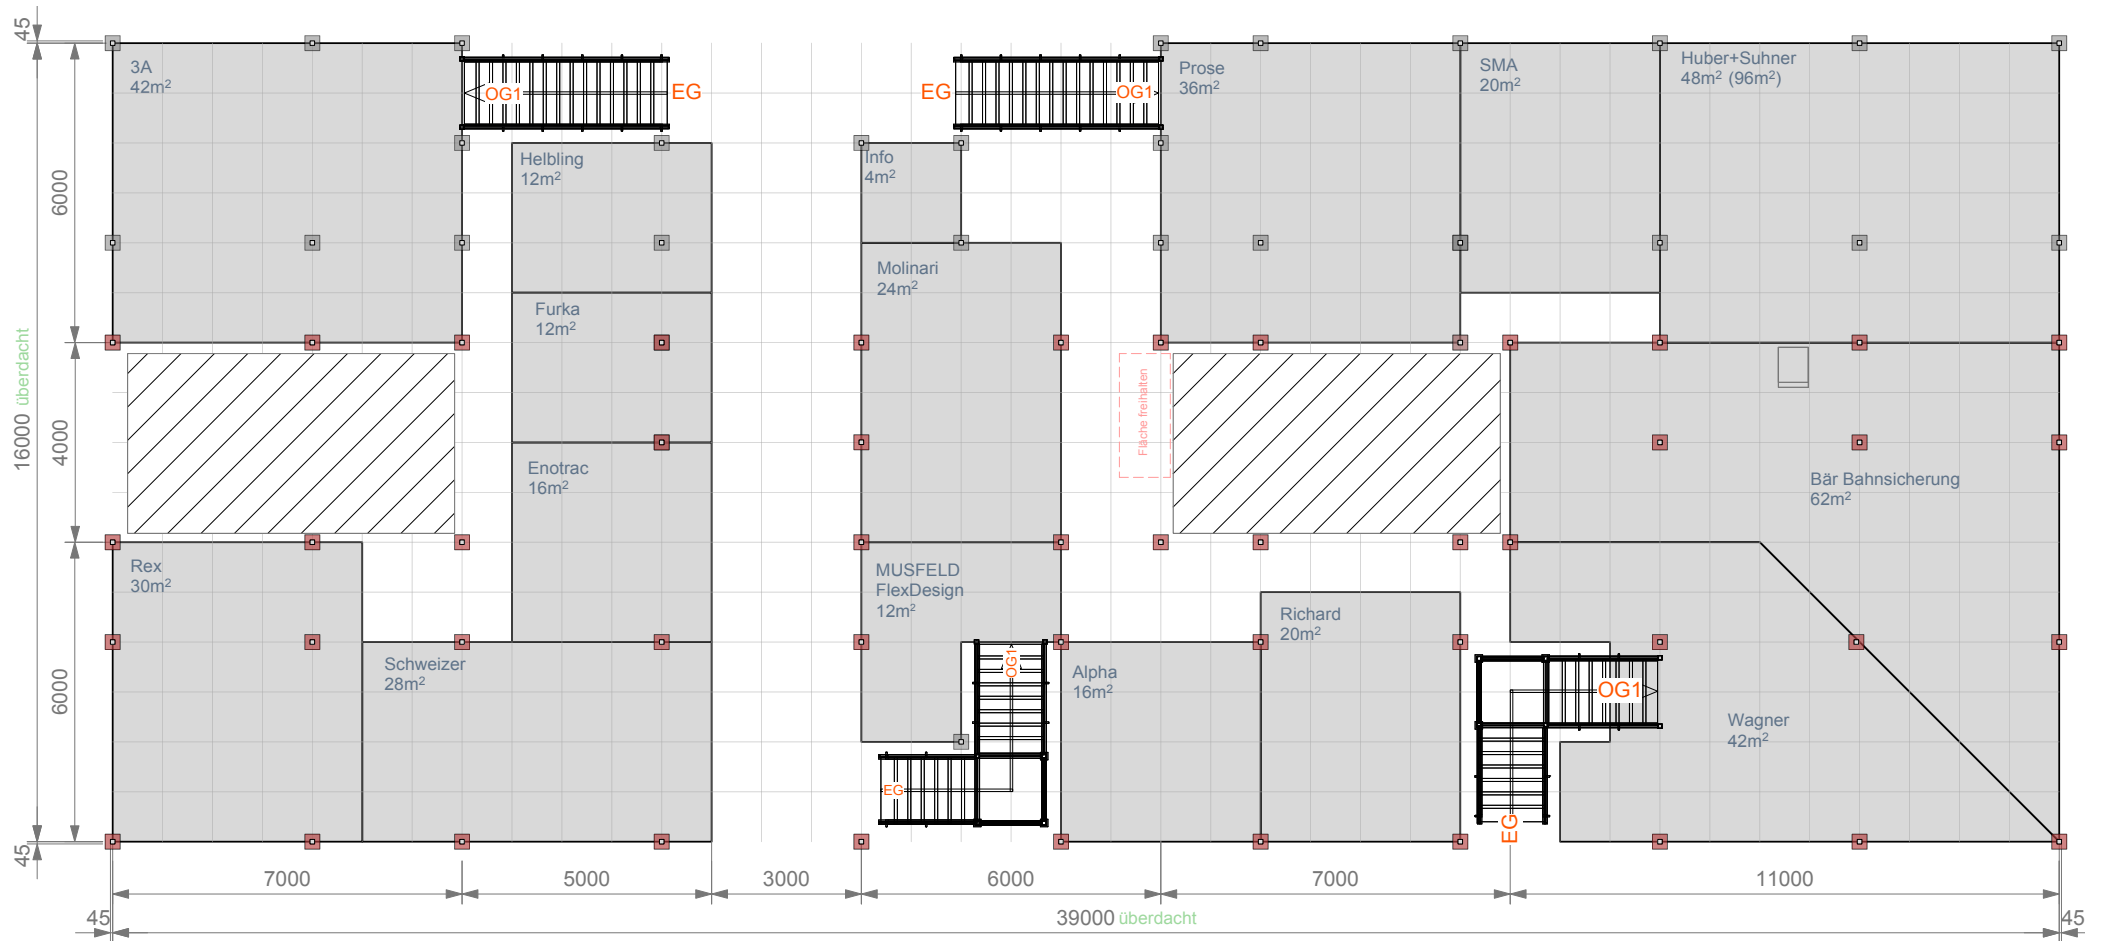 45
3A
42m²
OG1
EG
EG
OG1
Prose
36m²
SMA
20m²
Huber+Suhner
48m² (96m²)
Helbling
12m²
Info
4m²
6000
Molinari
24m²
Furka
12m²
16000 überdacht
4000
Fläche freihalten
Enotrac
16m²
Bär Bahnsicherung
62m²
Rex
30m²
MUSFELD
FlexDesign
12m²
Richard
20m²
Schweizer
28m²
OG1
Alpha
16m²
6000
OG1
Wagner
42m²
EG
EG
45
7000
5000
3000
6000
7000
11000
45
39000 überdacht
45